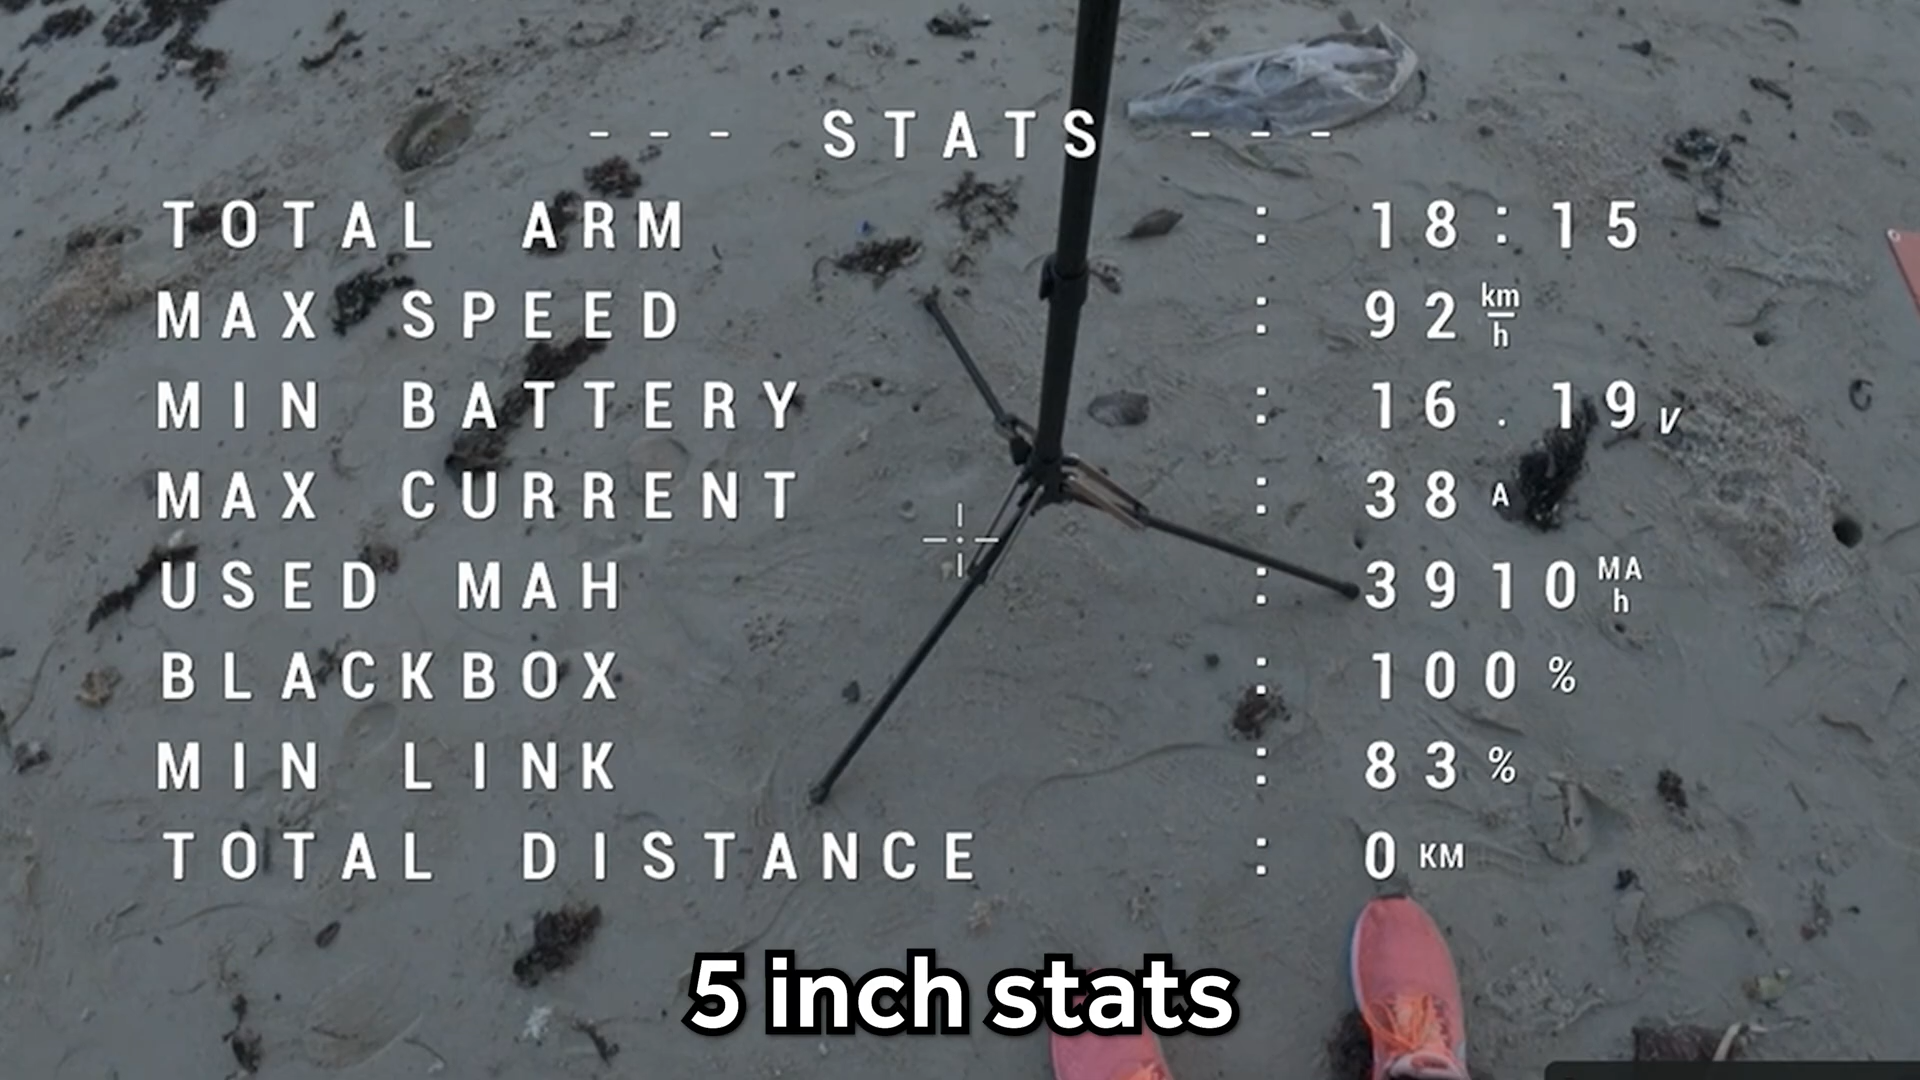 --- STATS ---
TOTAL ARM : 18:15
MAX SPEED : 92 km/h
MIN BATTERY : 16.19 V
MAX CURRENT : 38 A
USED MAH : 3910 MAh
BLACKBOX : 100 %
MIN LINK : 83 %
TOTAL DISTANCE : 0 KM
5 inch stats